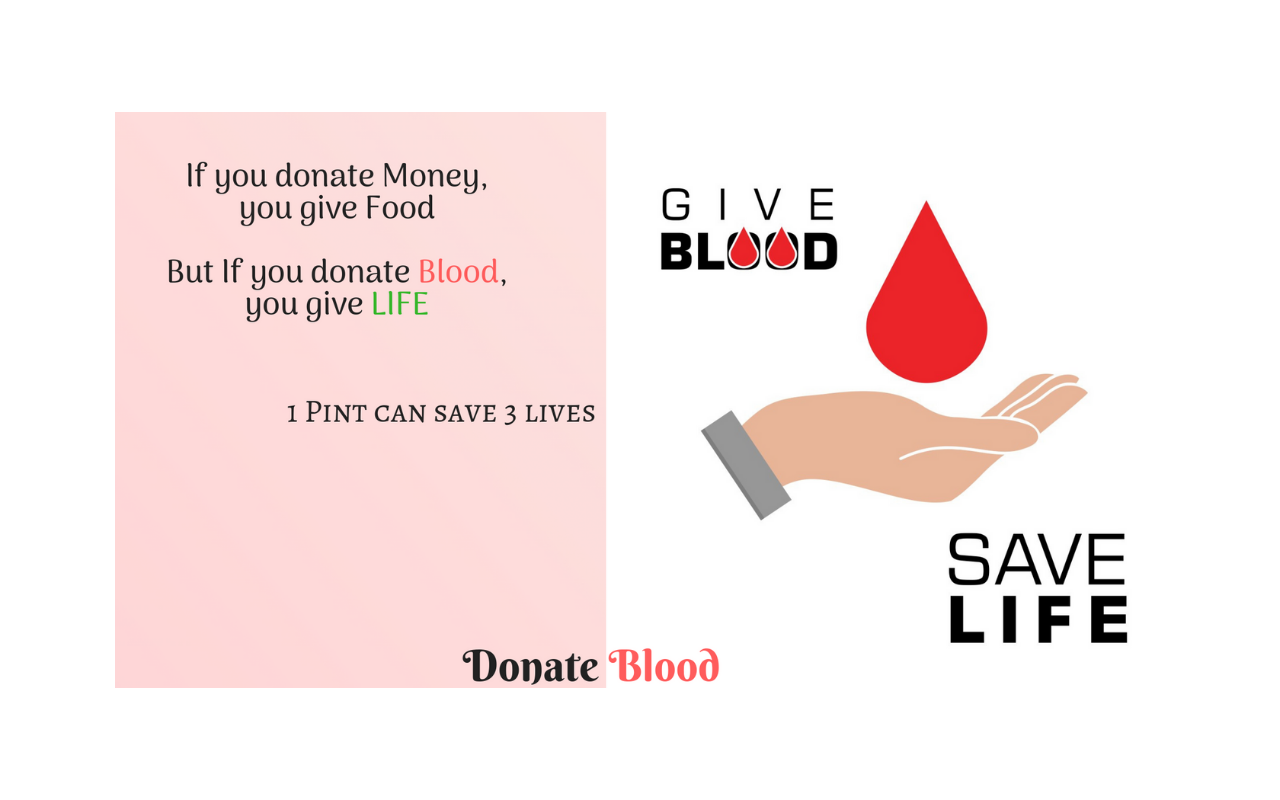 If you donate Money,
you give Food
But If you donate Blood,
you give LIFE
1 Pint can save 3 lives
Donate Blood
GIVE
BLOOD
SAVE
LIFE